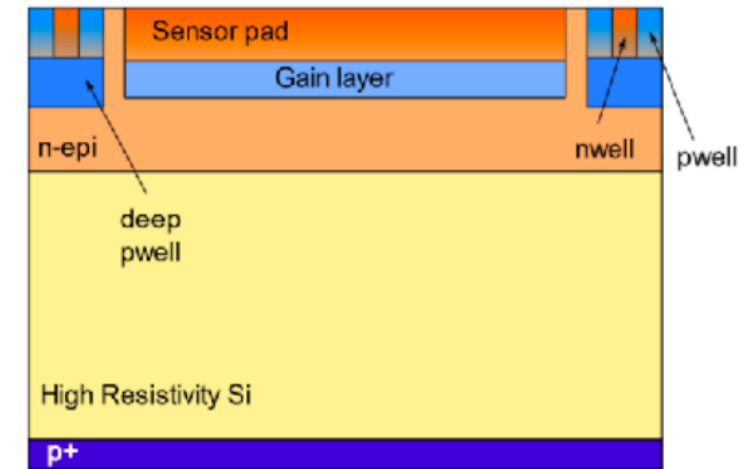 Sensor pad
Gain layer
n-epi
nwell
pwell
deep
pwell
High Resistivity Si
p+